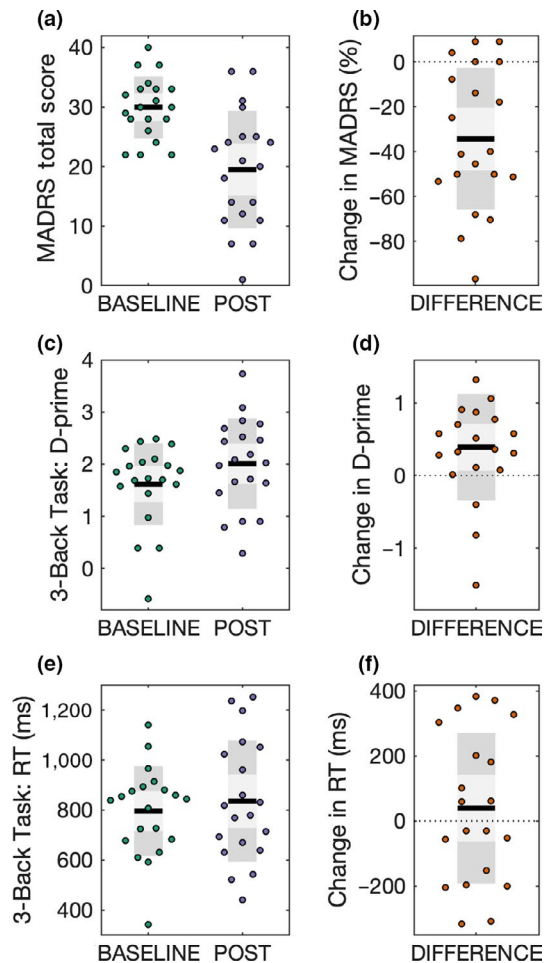 (a)
MADRS total score
40
30
20
10
0
BASELINE POST
(b)
Change in MADRS (%)
0
−20
−40
−60
−80
DIFFERENCE
(c)
3-Back Task: D-prime
4
3
2
1
0
BASELINE POST
(d)
Change in D-prime
1
0
−1
DIFFERENCE
(e)
3-Back Task: RT (ms)
1,200
1,000
800
600
400
BASELINE POST
(f)
Change in RT (ms)
400
200
0
−200
DIFFERENCE